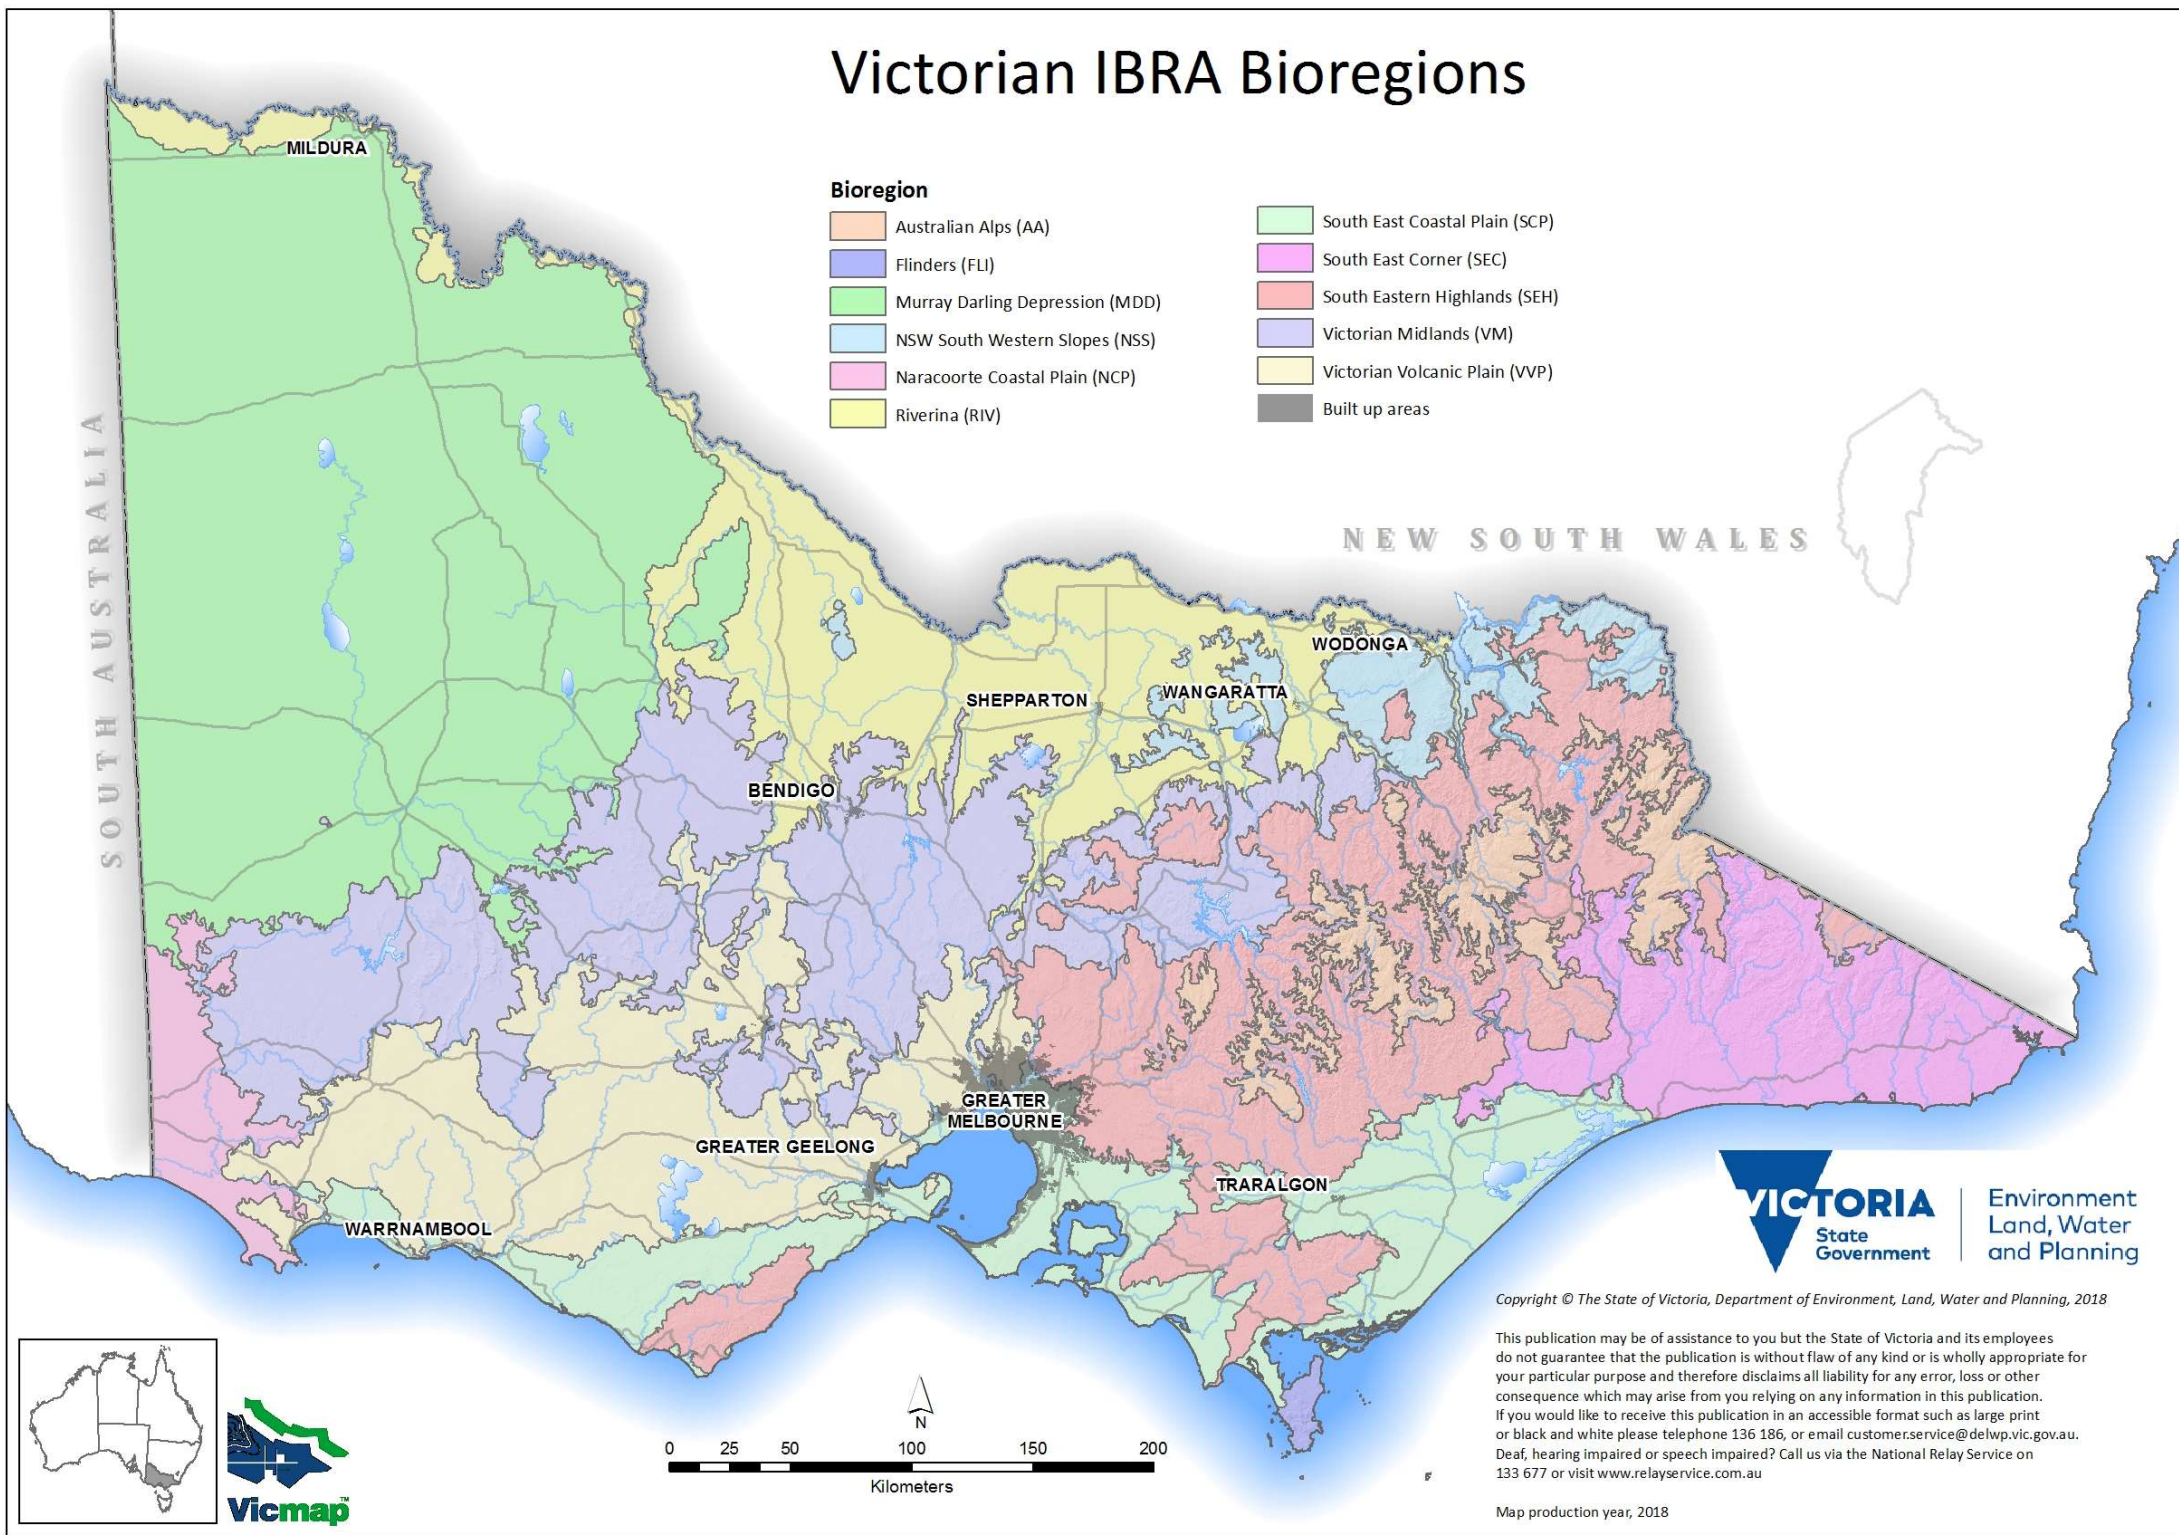 Victorian IBRA Bioregions
Bioregion
Australian Alps (AA)
Flinders (FLI)
Murray Darling Depression (MDD)
NSW South Western Slopes (NSS)
Naracoorte Coastal Plain (NCP)
Riverina (RIV)
South East Coastal Plain (SCP)
South East Corner (SEC)
South Eastern Highlands (SEH)
Victorian Midlands (VM)
Victorian Volcanic Plain (VVP)
Built up areas
MILDURA
SOUTH AUSTRALIA
NEW SOUTH WALES
WODONGA
WANGARATTA
SHEPPARTON
BENDIGO
GREATER
MELBOURNE
GREATER GEELONG
TRARALGON
WARRNAMBOOL
VICTORIA
State
Government
Environment
Land, Water
and Planning
Copyright © The State of Victoria, Department of Environment, Land, Water and Planning, 2018
This publication may be of assistance to you but the State of Victoria and its employees
do not guarantee that the publication is without flaw of any kind or is wholly appropriate for
your particular purpose and therefore disclaims all liability for any error, loss or other
consequence which may arise from you relying on any information in this publication.
If you would like to receive this publication in an accessible format such as large print
or black and white please telephone 136 186, or email customer.service@delwp.vic.gov.au.
Deaf, hearing impaired or speech impaired? Call us via the National Relay Service on
133 677 or visit www.relayservice.com.au
Map production year, 2018
N
0 25 50 100 150 200
Kilometers
Vicmap™